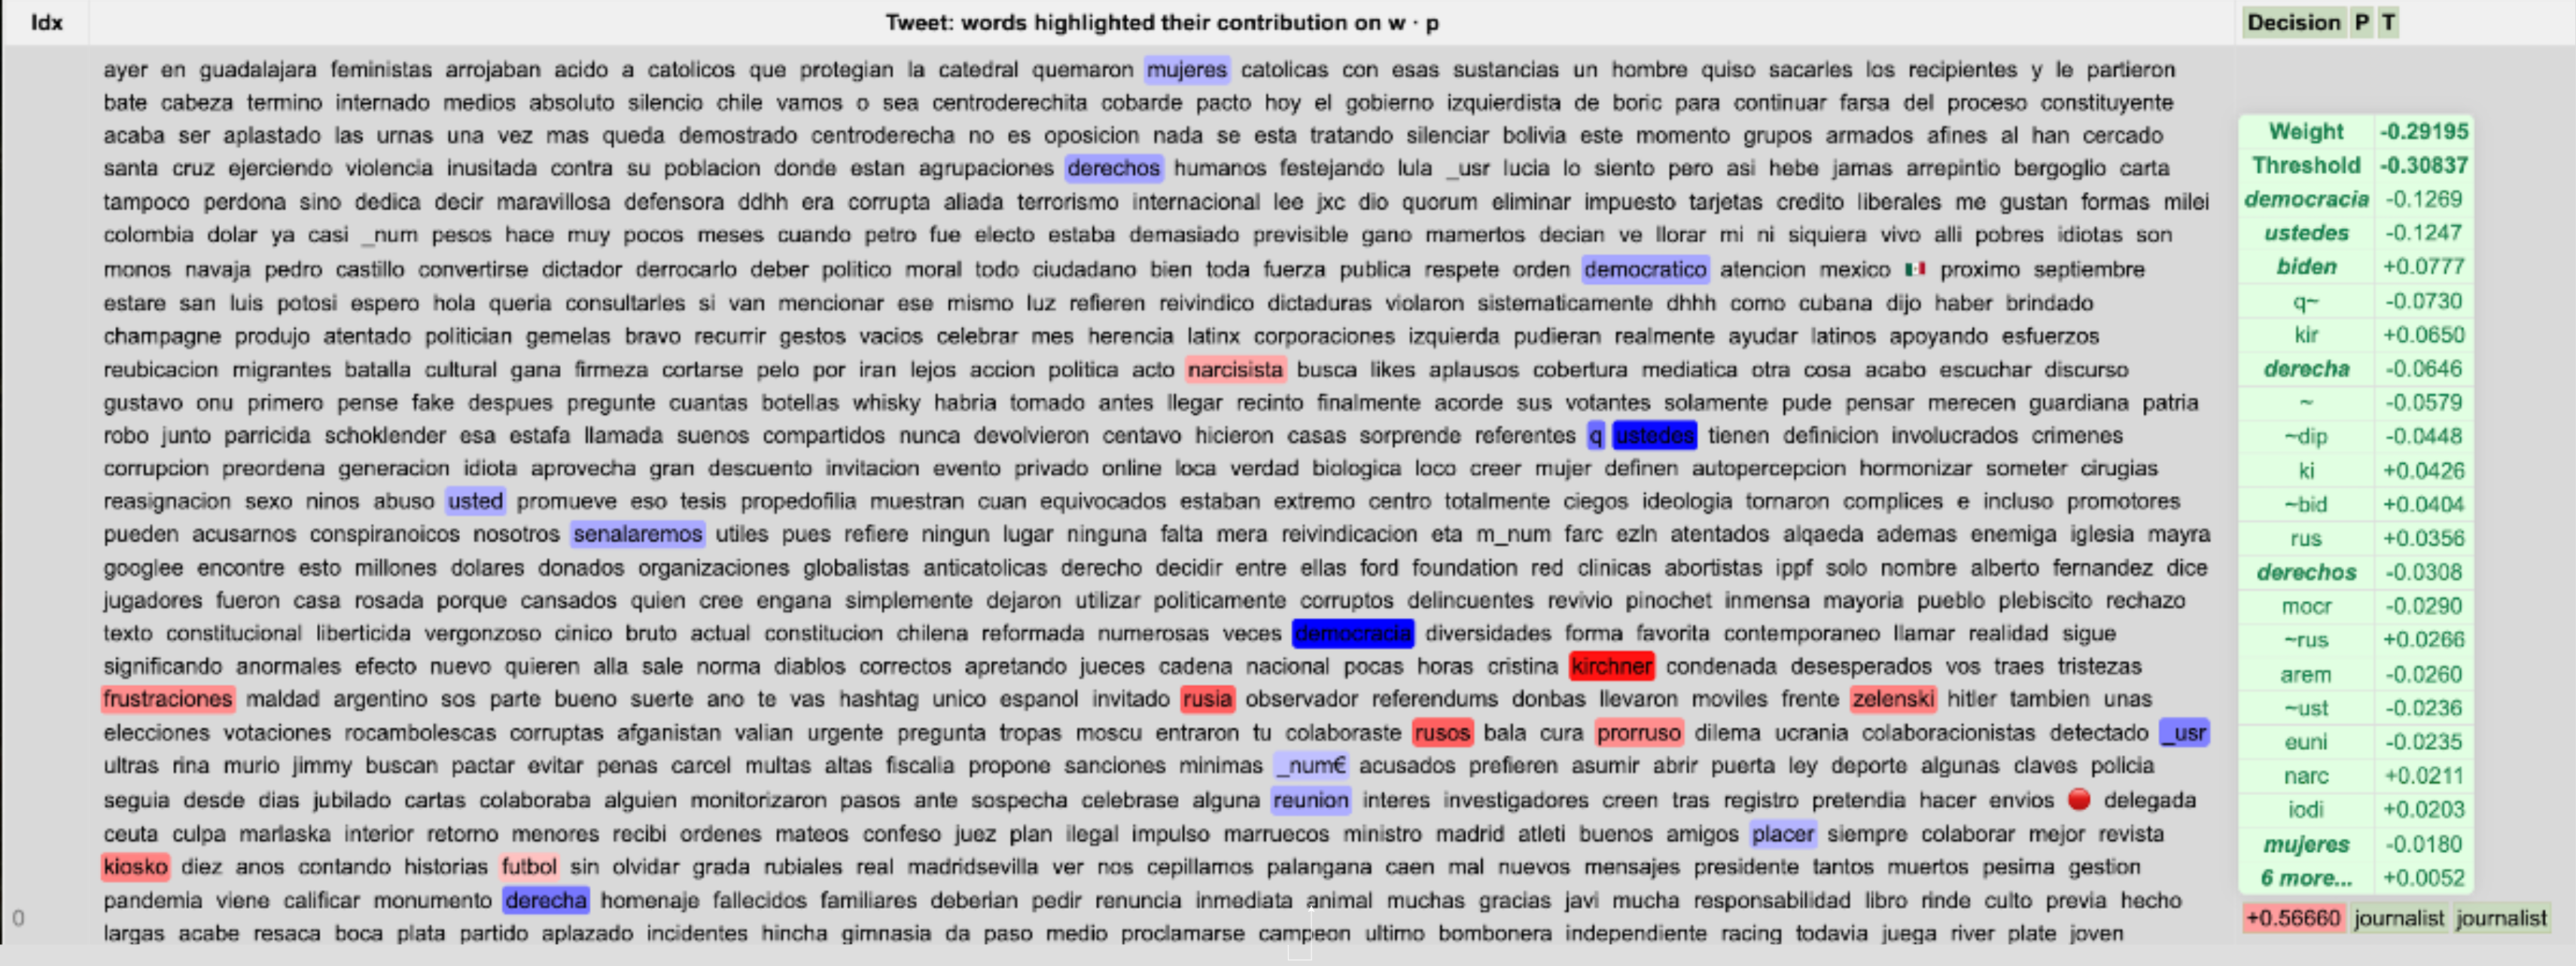 Idx Tweet: words highlighted their contribution on w · p Decision P T
ayer en guadalajara feministas arrojaban acido a catolicos que protegian la catedral quemaron mujeres catolicas con esas sustancias un hombre quiso sacarles los recipientes y le partieron
bate cabeza termino internado medios absoluto silencio chile vamos o sea centroderechita cobarde pacto hoy el gobierno izquierdista de boric para continuar farsa del proceso constituyente
acaba ser aplastado las urnas una vez mas queda demostrado centroderecha no es oposicion nada se esta tratando silenciar bolivia este momento grupos armados afines al han cercado
santa cruz ejerciendo violencia inusitada contra su poblacion donde estan agrupaciones derechos humanos festejando lula _usr lucia lo siento pero asi hebe jamas arrepintio bergoglio carta
tampoco perdona sino dedica decir maravillosa defensora ddhh era corrupta aliada terrorismo internacional lee jxc dio quorum eliminar impuesto tarjetas credito liberales me gustan formas milei
colombia dolar ya casi _num pesos hace muy pocos meses cuando petro fue electo estaba demasiado previsible gano mamertos decian ve llorar mi ni siquiera vivo alli pobres idiotas son
monos navaja pedro castillo convertirse dictador derrocarlo deber politico moral todo ciudadano bien toda fuerza publica respete orden democratico atencion mexico 🇲🇽 proximo septiembre
estare san luis potosi espero hola queria consultarles si van mencionar ese mismo luz refieren reivindico dictaduras violaron sistematicamente dhhh como cubana dijo haber brindado
champagne produjo atentado politician gemelas bravo recurrir gestos vacios celebrar mes herencia latinx corporaciones izquierda pudieran realmente ayudar latinos apoyando esfuerzos
reubicacion migrantes batalla cultural gana firmeza cortarse pelo por iran lejos accion politica acto narcisista busca likes aplausos cobertura mediatica otra cosa acabo escuchar discurso
gustavo onu primero pense fake despues pregunte cuantas botellas whisky habria tomado antes llegar recinto finalmente acorde sus votantes solamente pude pensar merecen guardiana patria
robo junto parricida schoklender esa estafa llamada suenos compartidos nunca devolvieron centavo hicieron casas sorprende referentes q ustedes tienen definicion involucrados crimenes
corrupcion preordena generacion idiota aprovecha gran descuento invitacion evento privado online loca verdad biologica loco creer mujer definen autopercepcion hormonizar someter cirugias
reasignacion sexo ninos abuso usted promueve eso tesis propedofilia muestran cuan equivocados estaban extremo centro totalmente ciegos ideologia tornaron complices e incluso promotores
pueden acusarnos conspiranoicos nosotros senalaremos utiles pues refiere ningun lugar ninguna falta mera reivindicacion eta m_num farc ezln atentados alqaeda ademas enemiga iglesia mayra
googlee encontre esto millones dolares donados organizaciones globalistas anticatolicas derecho decidir entre ellas ford foundation red clinicas abortistas ippf solo nombre alberto fernandez dice
jugadores fueron casa rosada porque cansados quien cree engana simplemente dejaron utilizar politicamente corruptos delincuentes revivio pinochet inmensa mayoria pueblo plebiscito rechazo
texto constitucional liberticida vergonzoso cinico bruto actual constitucion chilena reformada numerosas veces democracia diversidades forma favorita contemporaneo llamar realidad sigue
significando anormales efecto nuevo quieren alla sale norma diablos correctos apretando jueces cadena nacional pocas horas cristina kirchner condenada desesperados vos traes tristezas
frustraciones maldad argentino sos parte bueno suerte ano te vas hashtag unico espanol invitado rusia observador referendums donbas llevaron moviles frente zelenski hitler tambien unas
elecciones votaciones rocambolescas corruptas afganistan valian urgente pregunta tropas moscu entraron tu colaboraste rusos bala cura prorruso dilema ucrania colaboracionistas detectado _usr
ultras rina murio jimmy buscan pactar evitar penas carcel multas altas fiscalia propone sanciones minimas _num€ acusados prefieren asumir abrir puerta ley deporte algunas claves policia
seguia desde dias jubilado cartas colaboraba alguien monitorizaron pasos ante sospecha celebrase alguna reunion interes investigadores creen tras registro pretendia hacer envios 🔴 delegada
ceuta culpa marlaska interior retorno menores recibi ordenes mateos confeso juez plan ilegal impulso marruecos ministro madrid atleti buenos amigos placer siempre colaborar mejor revista
kiosko diez anos contando historias futbol sin olvidar grada rubiales real madridsevilla ver nos cepillamos palangana caen mal nuevos mensajes presidente tantos muertos pesima gestion
pandemia viene calificar monumento derecha homenaje fallecidos familiares deberian pedir renuncia inmediata animal muchas gracias javi mucha responsabilidad libro rinde culto previa hecho
largas acabe resaca boca plata partido aplazado incidentes hincha gimnasia da paso medio proclamarse campeon ultimo bombonera independiente racing todavia juega river plate joven
0
Weight -0.29195
Threshold -0.30837
democracia -0.1269
ustedes -0.1247
biden +0.0777
q~ -0.0730
kir +0.0650
derecha -0.0646
~ -0.0579
~dip -0.0448
ki +0.0426
~bid +0.0404
rus +0.0356
derechos -0.0308
mocr -0.0290
~rus +0.0266
arem -0.0260
~ust -0.0236
euni -0.0235
narc +0.0211
iodi +0.0203
mujeres -0.0180
6 more... +0.0052
+0.56660 journalist journalist